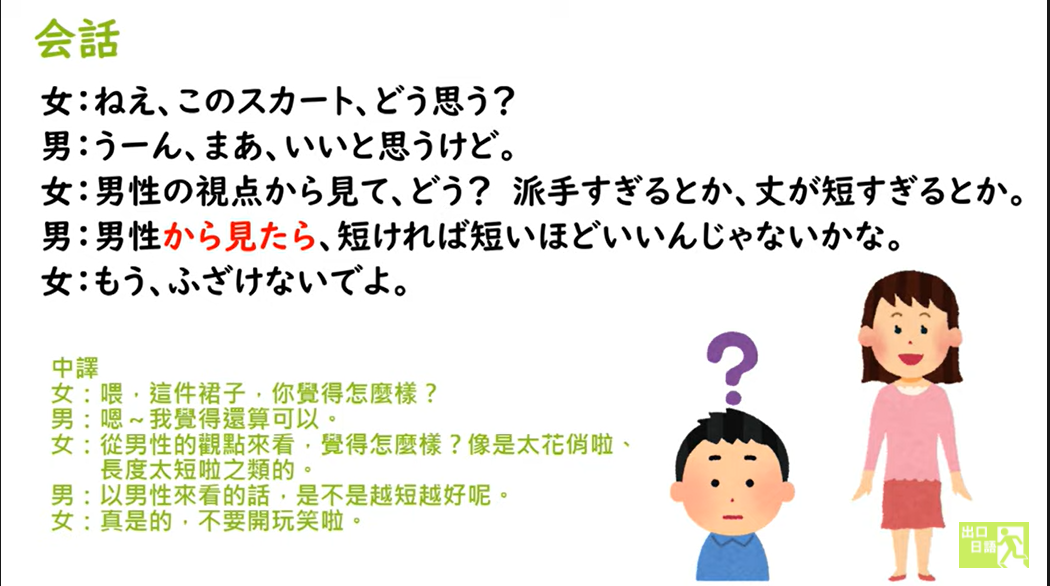 会話
女：ねえ、このスカート、どう思う？
男：うーん、まあ、いいと思うけど。
女：男性の視点から見て、どう？ 派手すぎるとか、丈が短すぎるとか。
男：男性から見たら、短ければ短いほどいいんじゃないかな。
女：もう、ふざけないでよ。
中譯
女：喂，這件裙子，你覺得怎麼樣？
男：嗯～我覺得還算可以。
女：從男性的觀點來看，覺得怎麼樣？像是太花俏啦、
長度太短啦之類的。
男：以男性來看的話，是不是越短越好呢。
女：真是的，不要開玩笑啦。
?
出口
日語